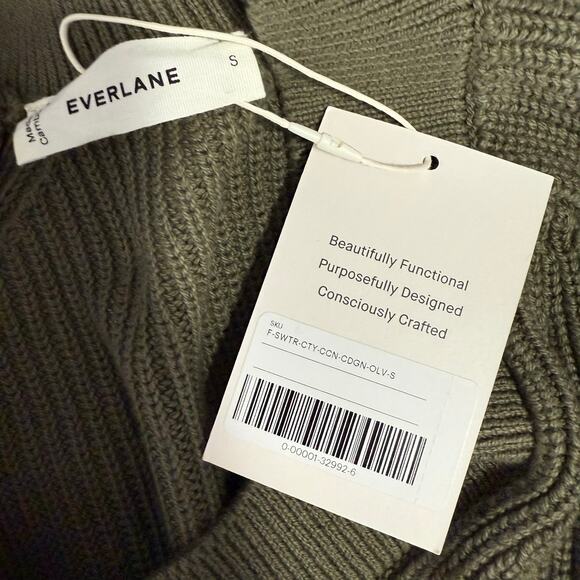 EVERLANE
S
Beautifully Functional
Purposefully Designed
Consciously Crafted
SKU
F-SWTR-CTY-CCN-CDGN-OLV-S
0-00001-32992-6